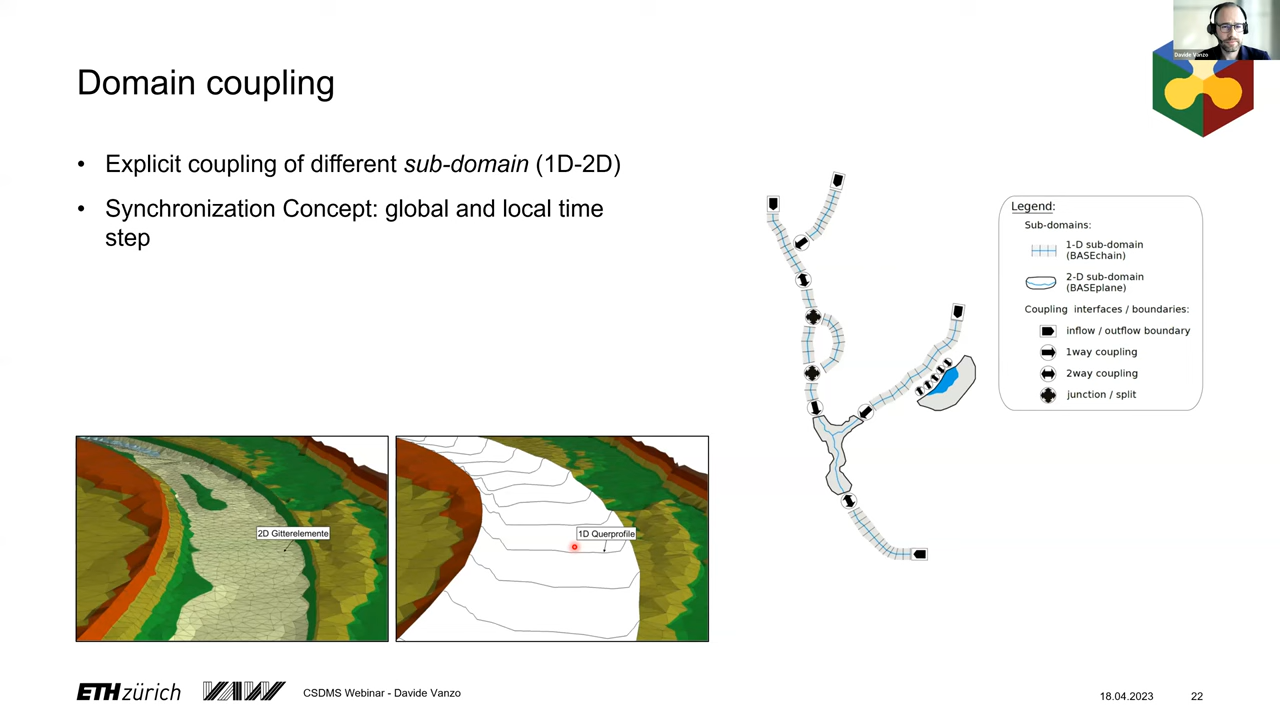 Davide Vanzo
Domain coupling
• Explicit coupling of different sub-domain (1D-2D)
• Synchronization Concept: global and local time
step
Legend:
Sub-domains:
1-D sub-domain
(BASEchain)
2-D sub-domain
(BASEplane)
Coupling interfaces / boundaries:
inflow / outflow boundary
1way coupling
2way coupling
junction / split
2D Gitterelemente
1D Querprofile
ETH zürich
VAW
CSDMS Webinar - Davide Vanzo
18.04.2023
22